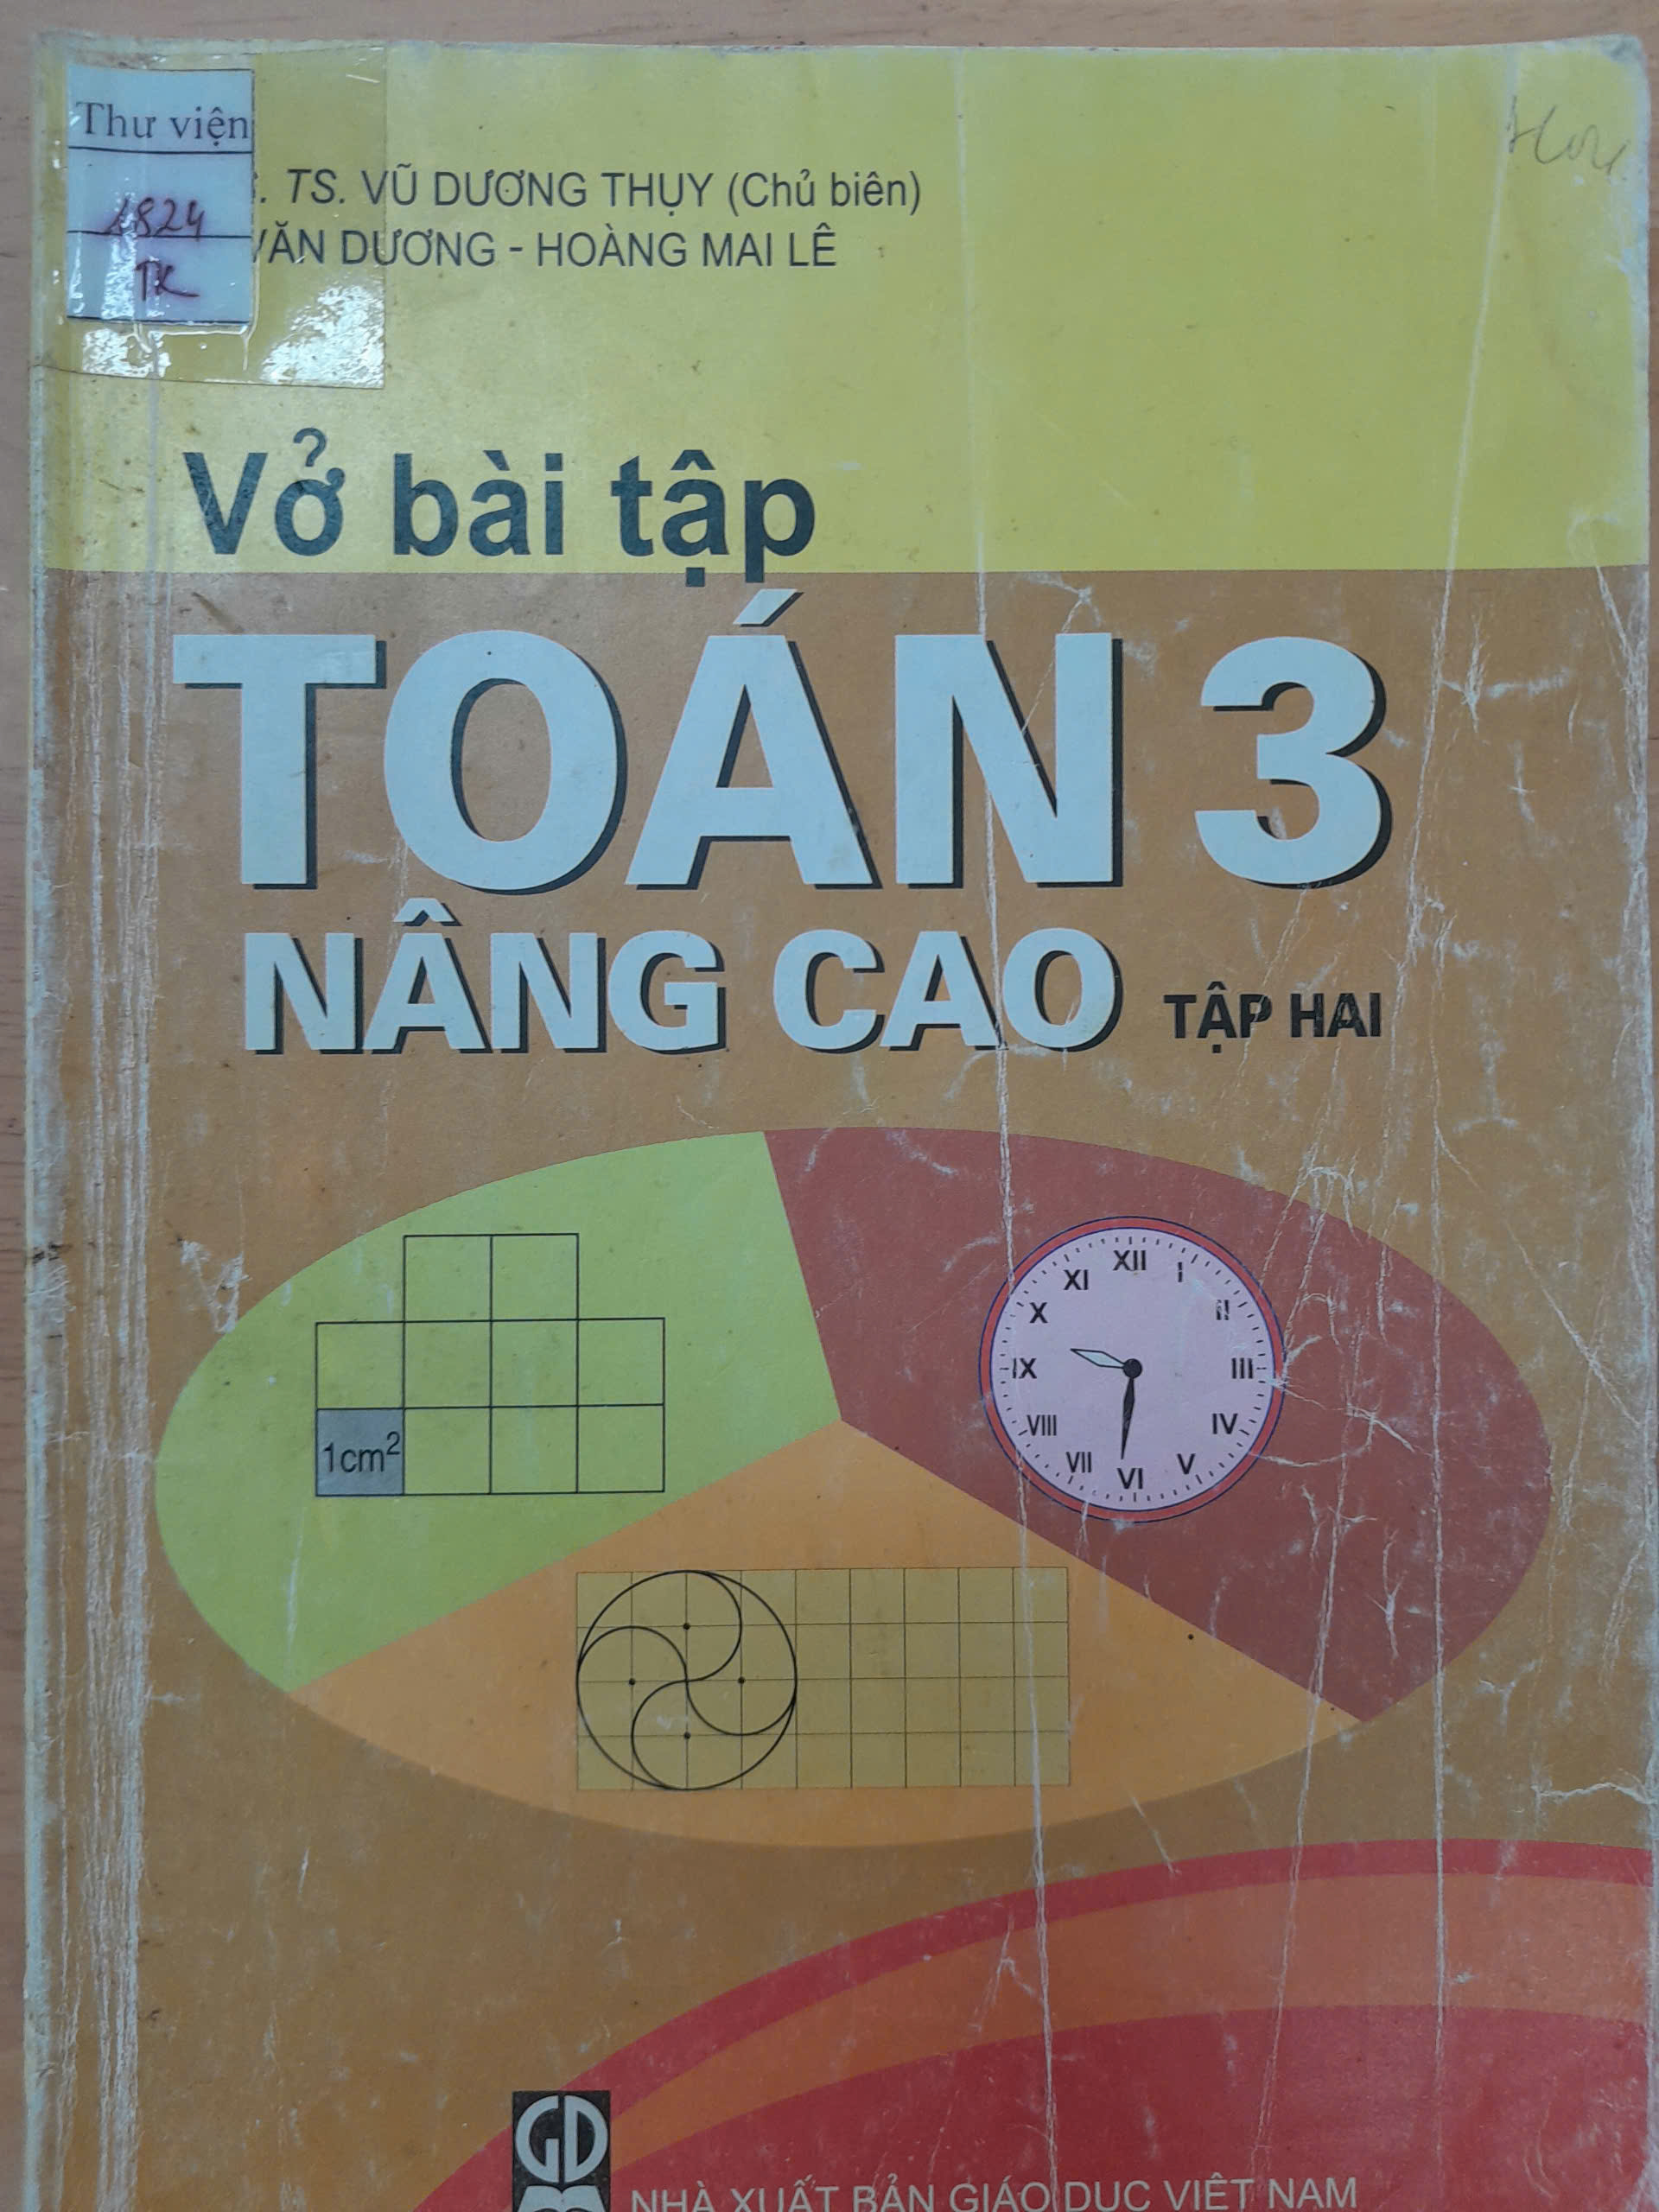 Thư viện
1824
TK
. TS. VŨ DƯƠNG THỤY (Chủ biên)
VĂN DƯƠNG - HOÀNG MAI LÊ
Vở bài tập
TOÁN 3
NÂNG CAO TẬP HAI
1cm²
XII
I
II
III
IV
V
VI
VII
VIII
IX
X
XI
GD
NHÀ XUẤT BẢN GIÁO DỤC VIỆT NAM